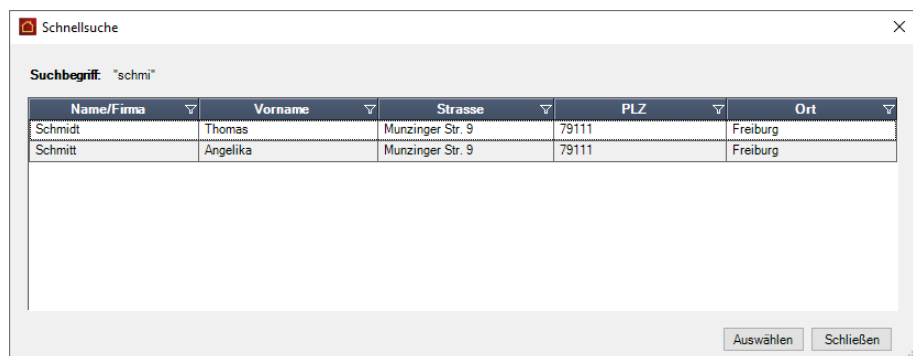 Schnellsuche
Suchbegriff: "schmi"
Name/Firma Vorname Strasse PLZ Ort
Schmidt Thomas Munzinger Str. 9 79111 Freiburg
Schmitt Angelika Munzinger Str. 9 79111 Freiburg
Auswählen Schließen